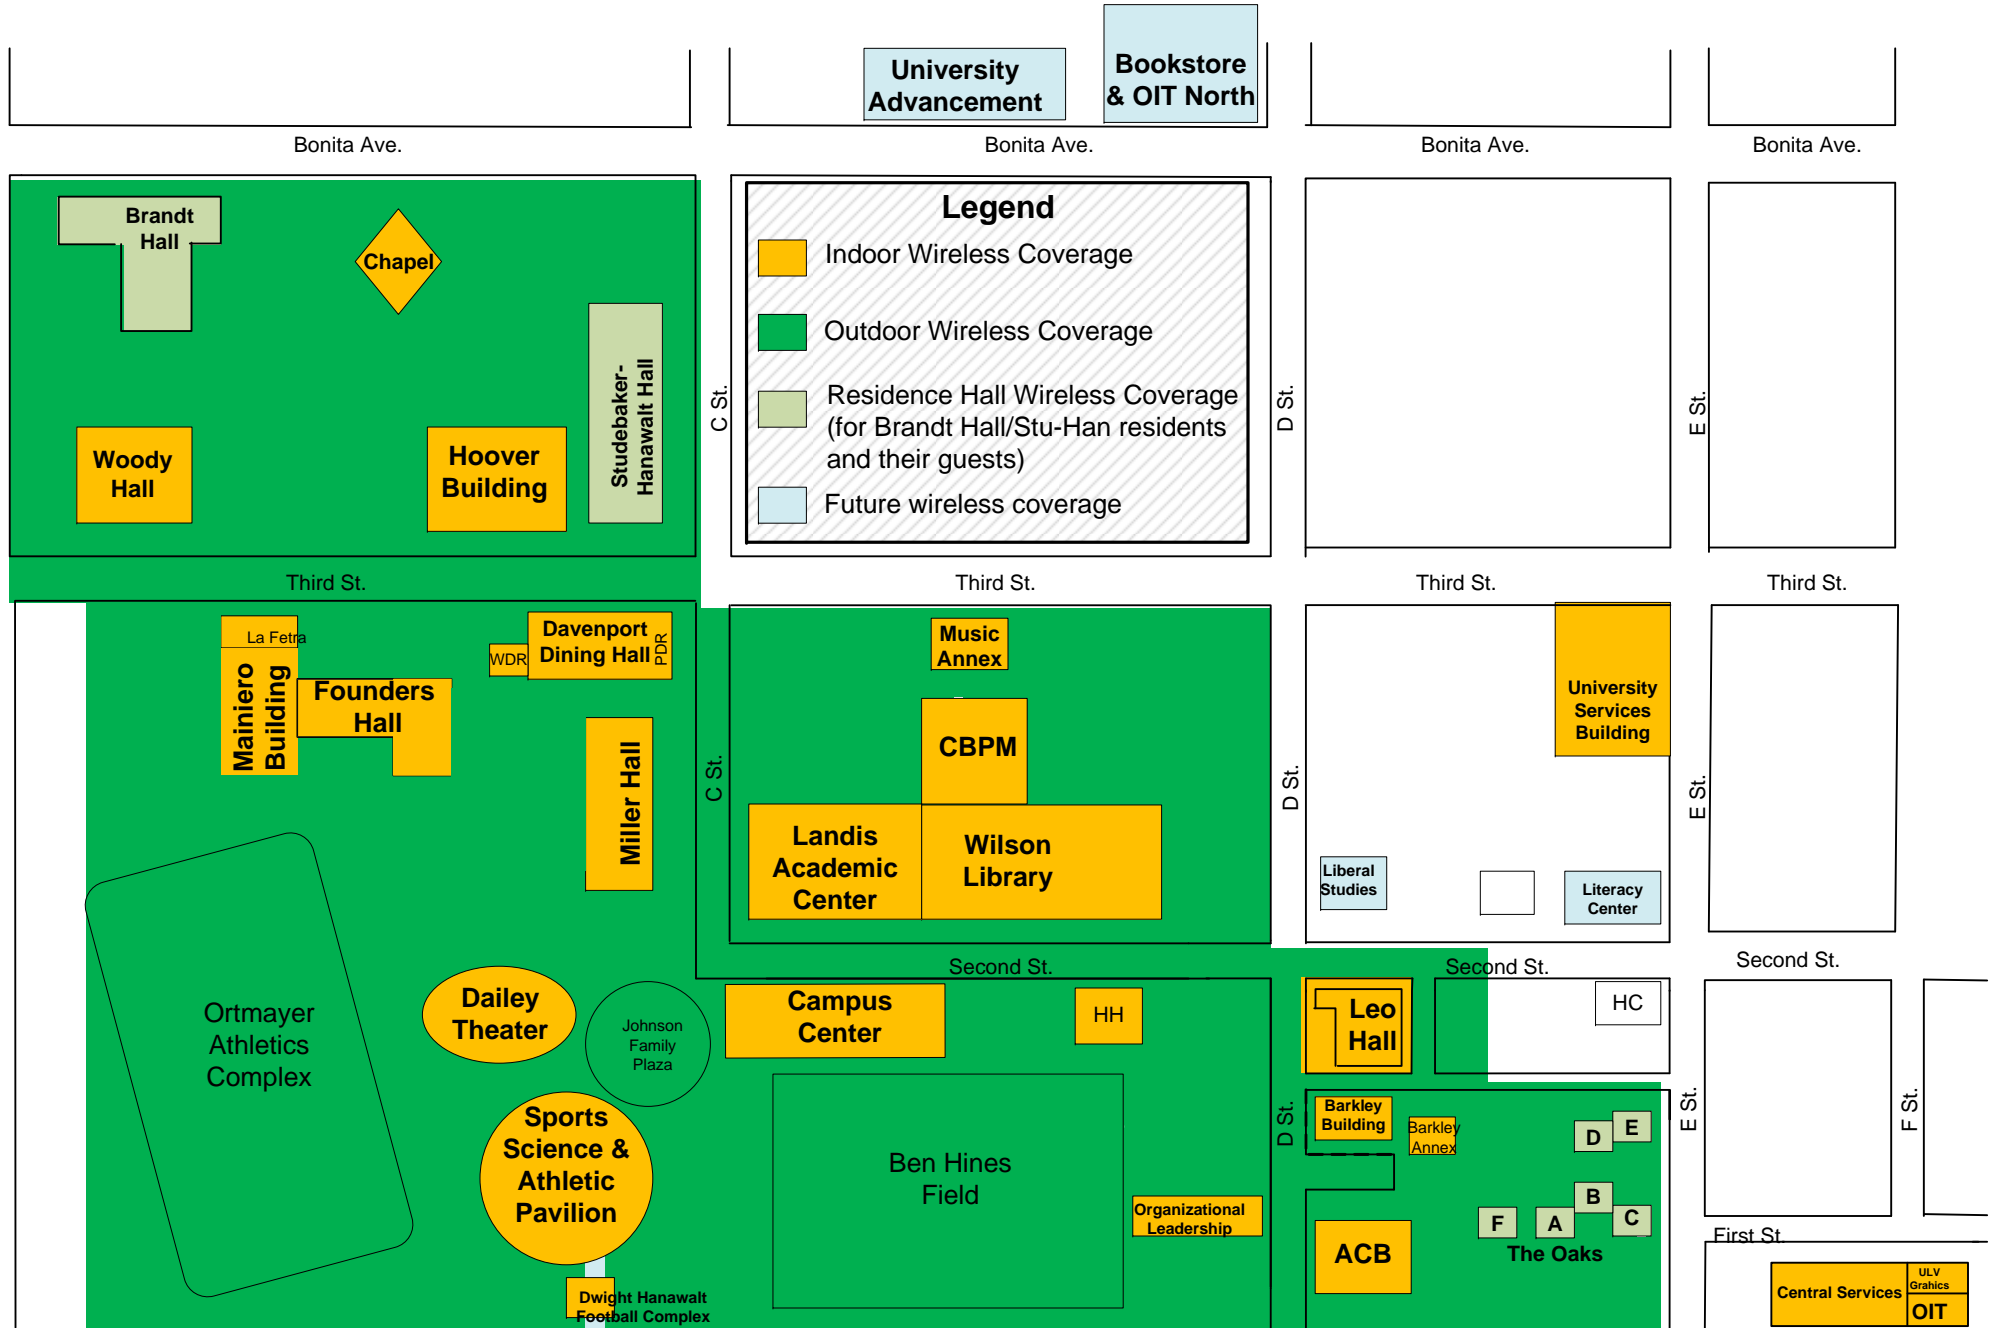 University
Advancement
Bookstore
& OIT North
Bonita Ave.
Bonita Ave.
Bonita Ave.
Bonita Ave.
Brandt
Hall
Chapel
Studebaker-
Hanawalt Hall
Woody
Hall
Hoover
Building
C St.
Legend
Indoor Wireless Coverage
Outdoor Wireless Coverage
Residence Hall Wireless Coverage
(for Brandt Hall/Stu-Han residents
and their guests)
Future wireless coverage
D St.
E St.
Third St.
Third St.
Third St.
Third St.
La Fetra
Mainiero
Building
Founders
Hall
WDR
Davenport
Dining Hall
PDR
Miller Hall
C St.
Music
Annex
CBPM
Landis
Academic
Center
Wilson
Library
D St.
University
Services
Building
Liberal
Studies
Literacy
Center
E St.
Second St.
Second St.
Second St.
Ortmayer
Athletics
Complex
Dailey
Theater
Johnson
Family
Plaza
Campus
Center
HH
Leo
Hall
HC
Sports
Science &
Athletic
Pavilion
Ben Hines
Field
Organizational
Leadership
D St.
Barkley
Building
Barkley
Annex
D
E
B
C
F
A
The Oaks
ACB
E St.
F St.
First St.
Dwight Hanawalt
Football Complex
Central Services
ULV
Grahics
OIT